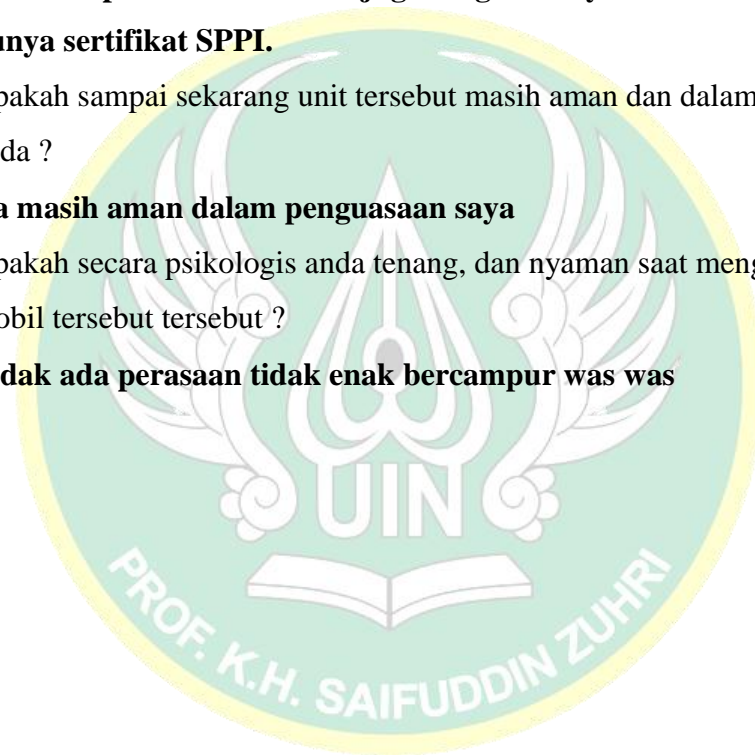 unya sertifikat SPPI.
pakah sampai sekarang unit tersebut masih aman dan dalam
da ?
a masih aman dalam penguasaan saya
pakah secara psikologis anda tenang, dan nyaman saat meng
obil tersebut tersebut ?
dak ada perasaan tidak enak bercampur was was
UIN
PROF. K.H. SAIFUDDIN ZUHRI